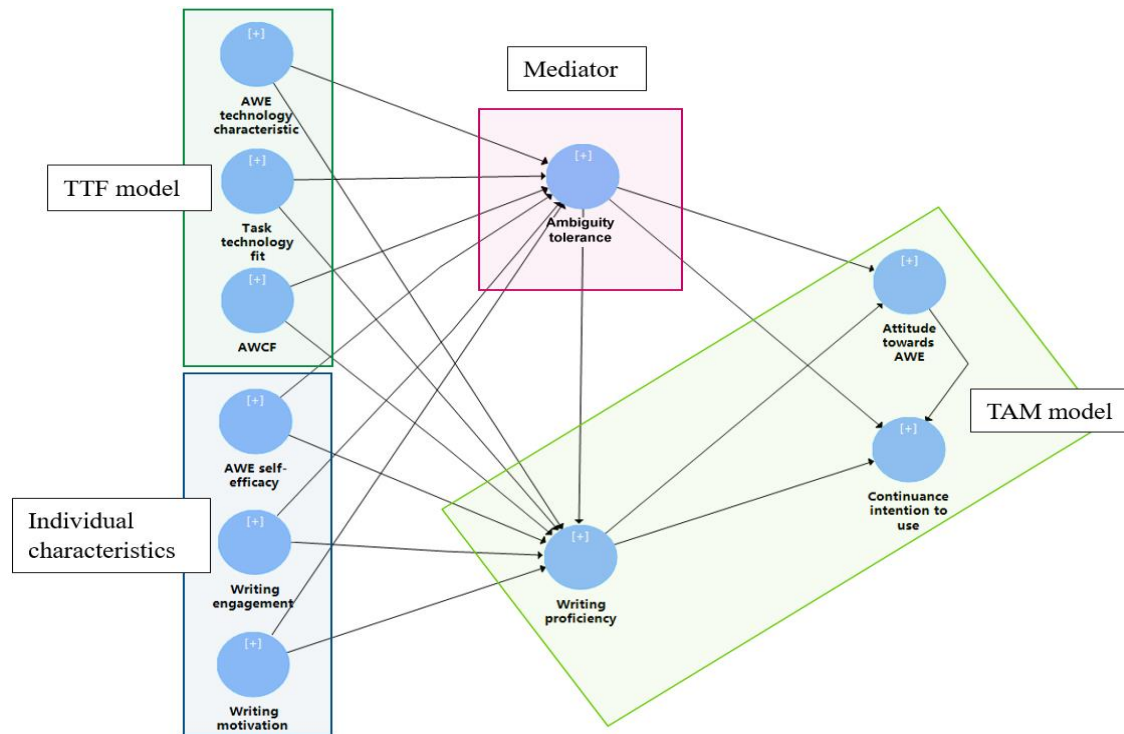 [+]
AWE
technology
characteristic
TTF model
[+]
Task
technology
fit
[+]
AWCF
Mediator
[+]
Ambiguity
tolerance
[+]
AWE self-
efficacy
Individual
characteristics
[+]
Writing
engagement
[+]
Writing
motivation
[+]
Writing
proficiency
[+]
Attitude
towards
AWE
TAM model
[+]
Continuance
intention to
use